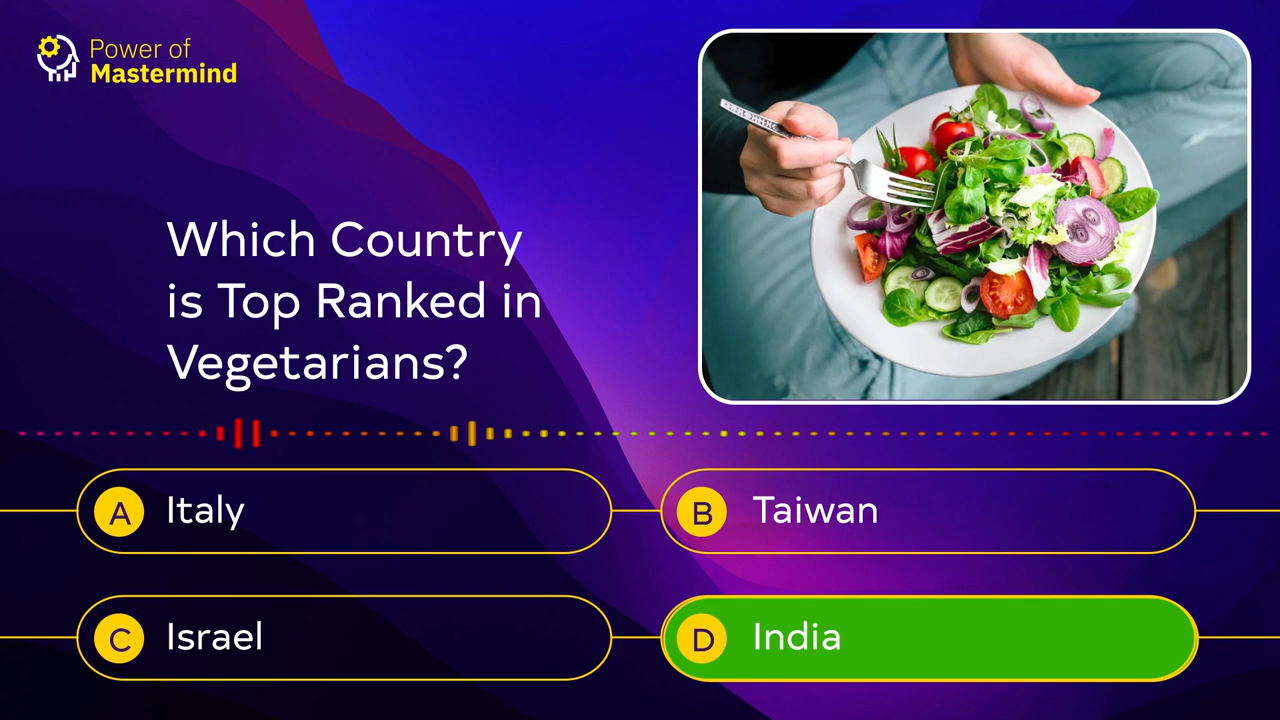 Power of
Mastermind
Which Country
is Top Ranked in
Vegetarians?
A Italy
B Taiwan
C Israel
D India